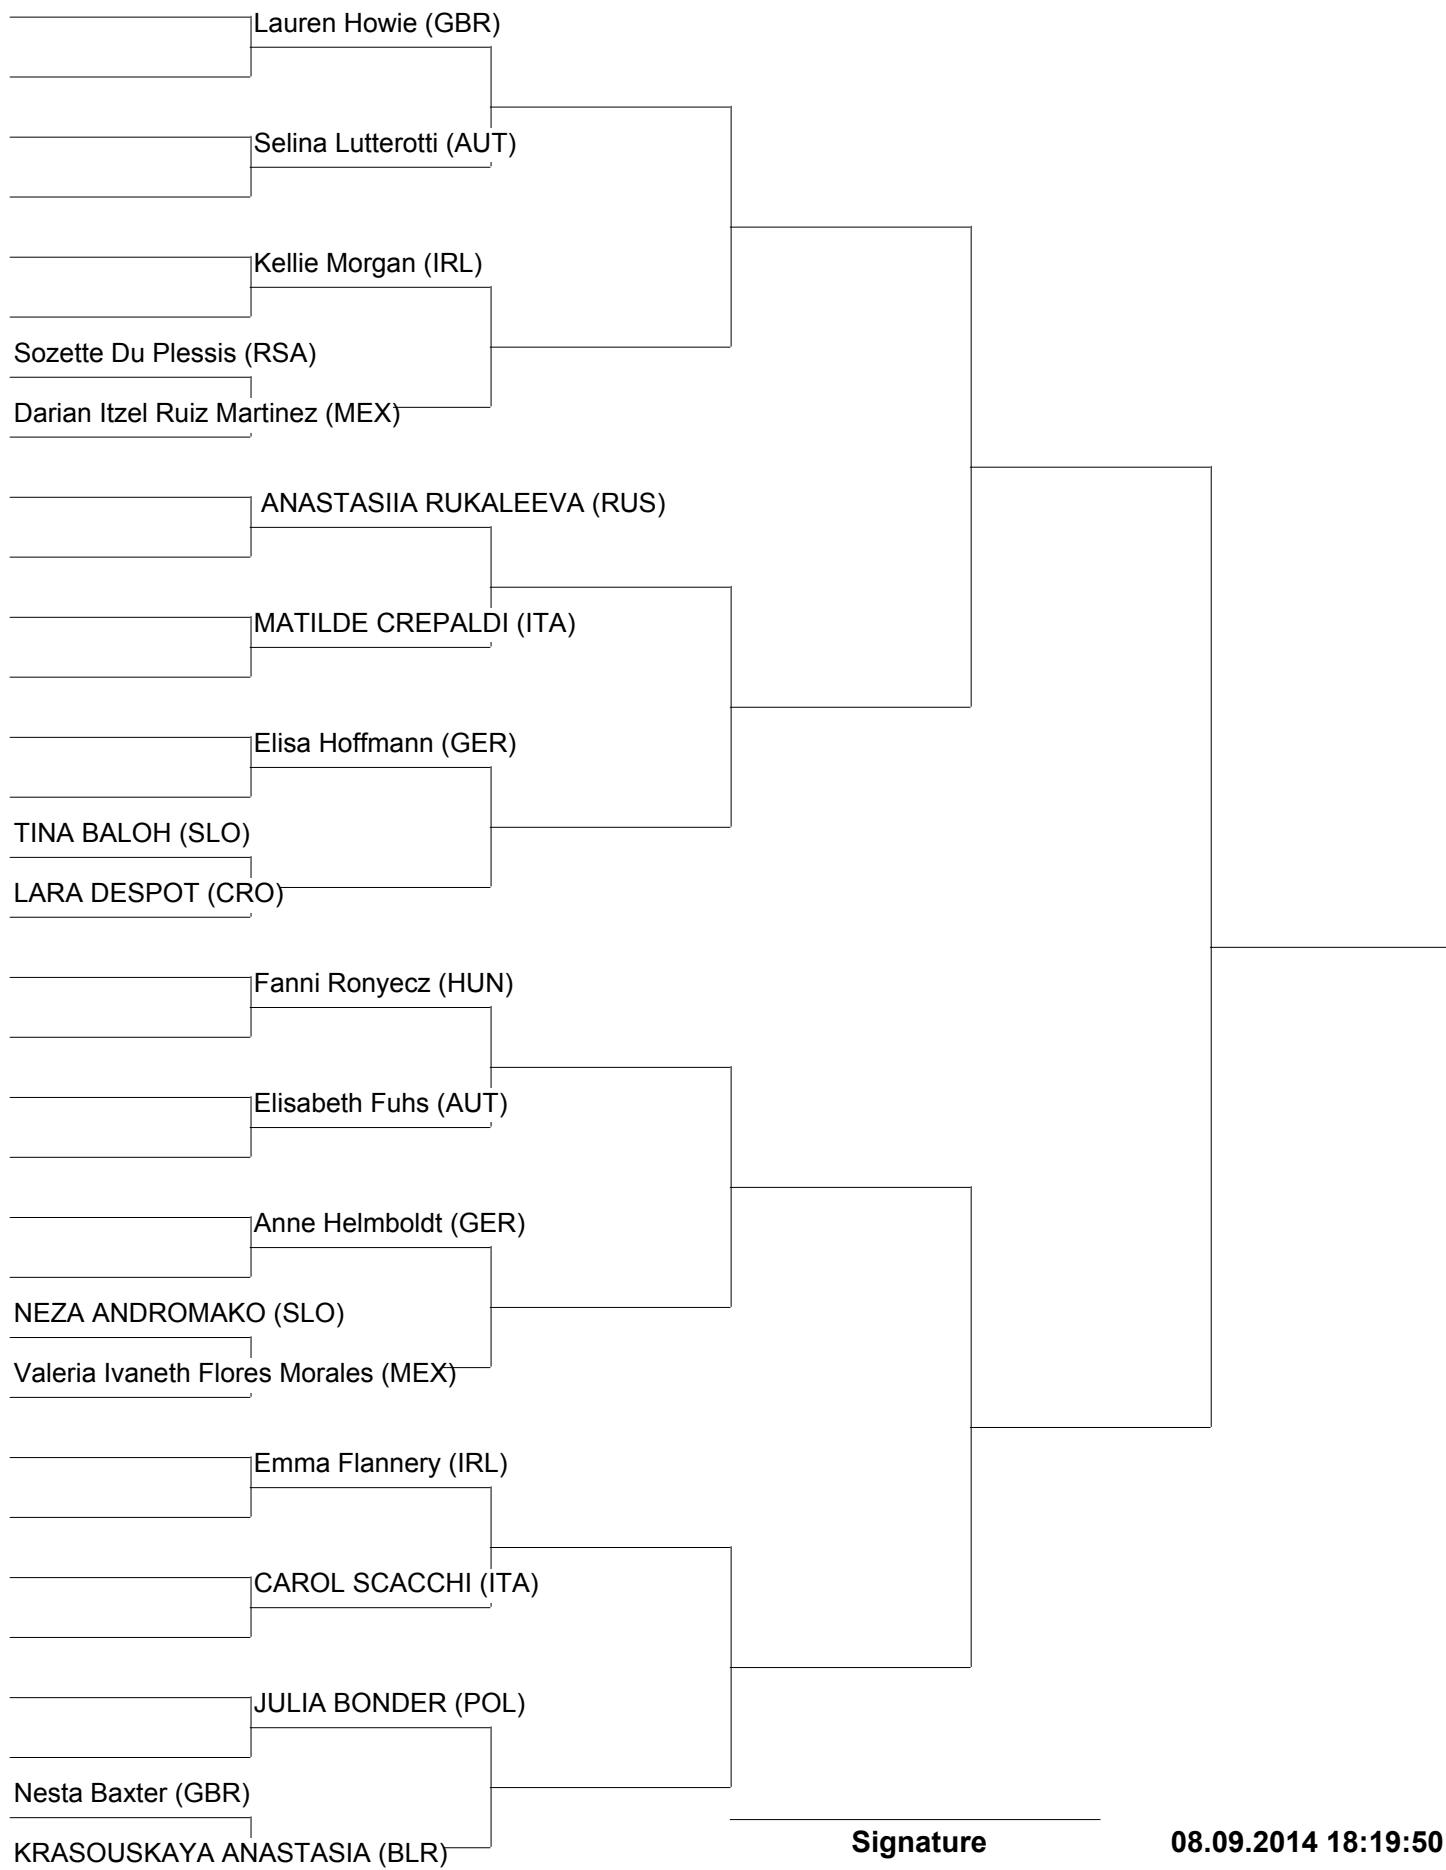 Lauren Howie (GBR)
Selina Lutterotti (AUT)
Kellie Morgan (IRL)
Sozette Du Plessis (RSA)
Darian Itzel Ruiz Martinez (MEX)
ANASTASIIA RUKALEEVA (RUS)
MATILDE CREPALDI (ITA)
Elisa Hoffmann (GER)
TINA BALOH (SLO)
LARA DESPOT (CRO)
Fanni Ronyecz (HUN)
Elisabeth Fuhs (AUT)
Anne Helmboldt (GER)
NEZA ANDROMAKO (SLO)
Valeria Ivaneth Flores Morales (MEX)
Emma Flannery (IRL)
CAROL SCACCHI (ITA)
JULIA BONDER (POL)
Nesta Baxter (GBR)
KRASOUSKAYA ANASTASIA (BLR)
Signature
08.09.2014 18:19:50